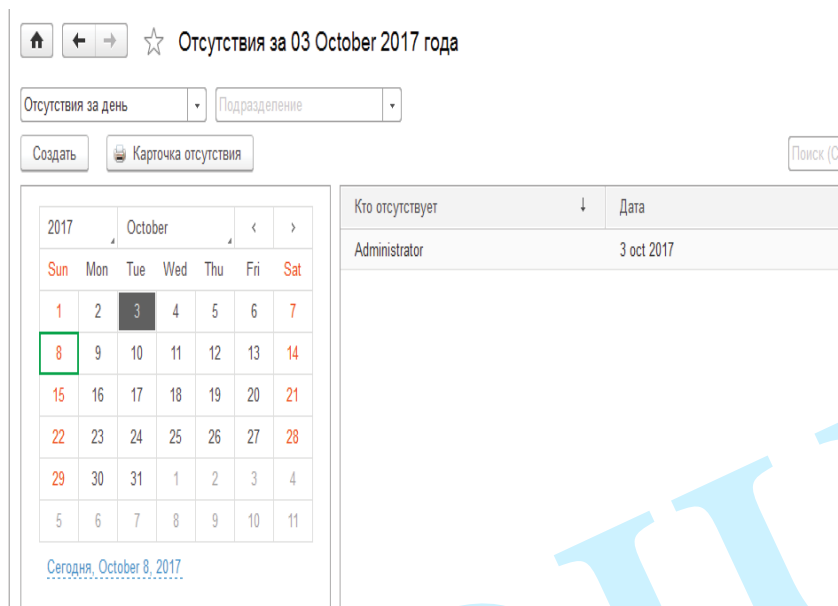 Отсутствия за 03 October 2017 года
Отсутствия за день
Подразделение
Создать
Карточка отсутствия
Поиск (C
2017 October
Sun Mon Tue Wed Thu Fri Sat
1 2 3 4 5 6 7
8 9 10 11 12 13 14
15 16 17 18 19 20 21
22 23 24 25 26 27 28
29 30 31 1 2 3 4
5 6 7 8 9 10 11
Сегодня, October 8, 2017
Кто отсутствует ↓ Дата
Administrator 3 oct 2017